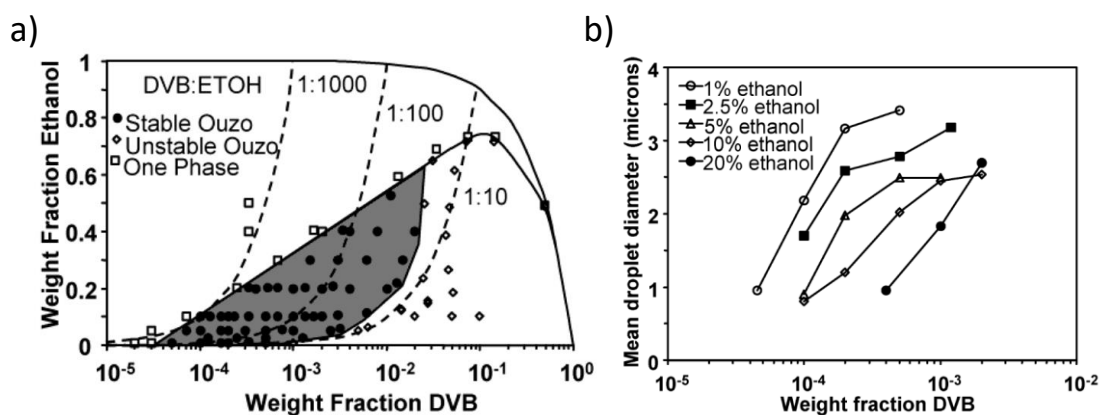 a)
Weight Fraction Ethanol
1
0.8
0.6
0.4
0.2
0
DVB:ETOH
Stable Ouzo
Unstable Ouzo
One Phase
1:1000
1:100
1:10
10-5
10-4
10-3
10-2
10-1
100
Weight Fraction DVB
b)
Mean droplet diameter (microns)
4
3
2
1
0
1% ethanol
2.5% ethanol
5% ethanol
10% ethanol
20% ethanol
10-5
10-4
10-3
10-2
Weight fraction DVB